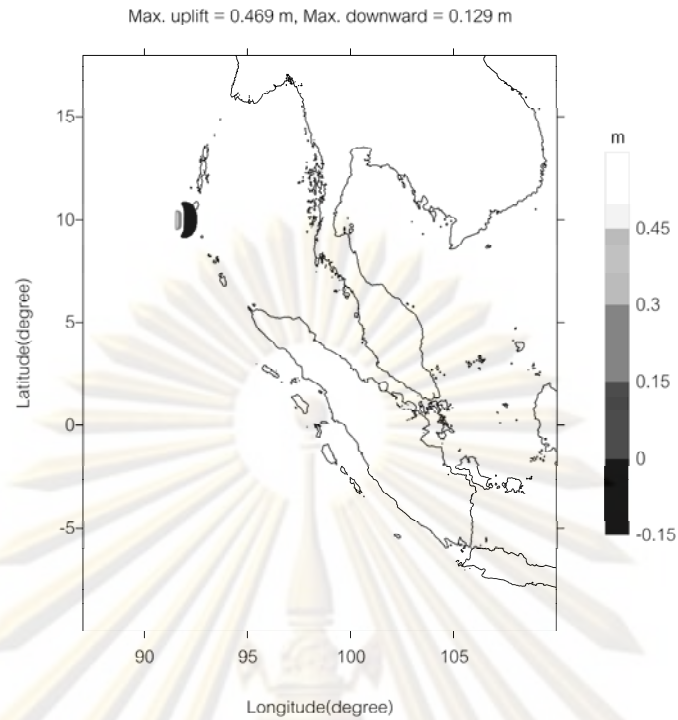 Max. uplift = 0.469 m, Max. downward = 0.129 m
m
15
10
5
0
-5
0.45
0.3
0.15
0
-0.15
Latitude(degree)
90 95 100 105
Longitude(degree)